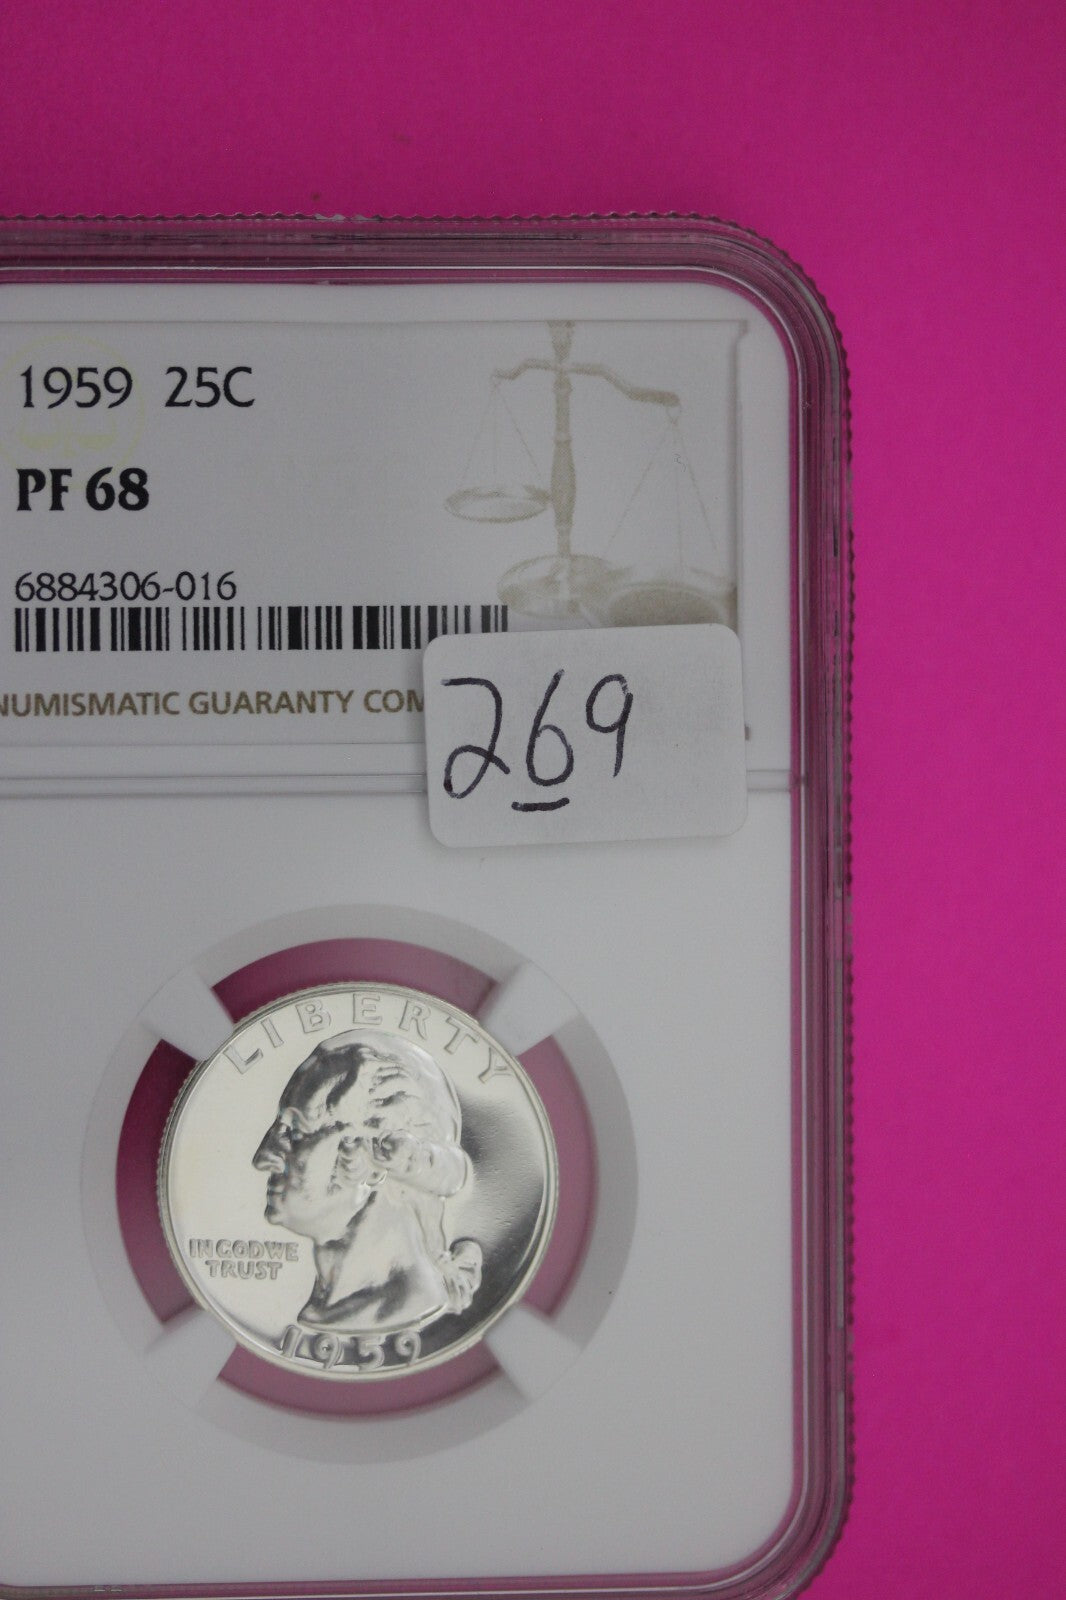 1959 25C
PF 68
6884306-016
NUMISMATIC GUARANTY COM
269
LIBERTY
IN GOD WE
TRUST
1959